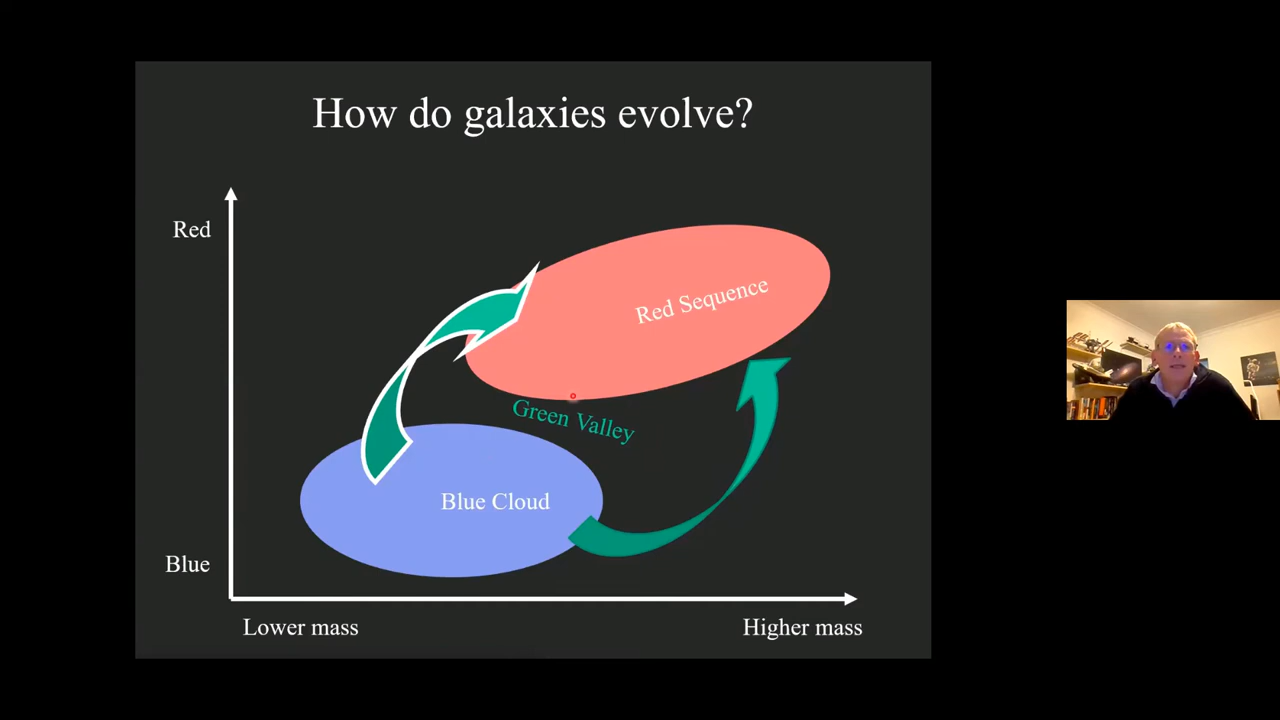 How do galaxies evolve?
Red
Red Sequence
Green Valley
Blue Cloud
Blue
Lower mass
Higher mass